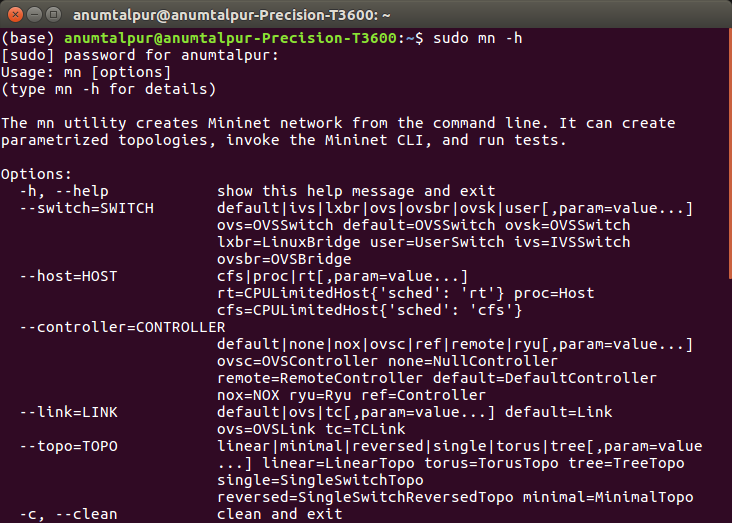 anumtalpur@anumtalpur-Precision-T3600: ~
(base) anumtalpur@anumtalpur-Precision-T3600:~$ sudo mn -h
[sudo] password for anumtalpur:
Usage: mn [options]
(type mn -h for details)

The mn utility creates Mininet network from the command line. It can create
parametrized topologies, invoke the Mininet CLI, and run tests.

Options:
  -h, --help            show this help message and exit
  --switch=SWITCH       default|ivs|lxbr|ovs|ovsbr|ovsk|user[,param=value...]
                        ovs=OVSSwitch default=OVSSwitch ovsk=OVSSwitch
                        lxbr=LinuxBridge user=UserSwitch ivs=IVSSwitch
                        ovsbr=OVSBridge
  --host=HOST           cfs|proc|rt[,param=value...]
                        rt=CPULimitedHost{'sched': 'rt'} proc=Host
                        cfs=CPULimitedHost{'sched': 'cfs'}
  --controller=CONTROLLER
                        default|none|nox|ovsc|ref|remote|ryu[,param=value...]
                        ovsc=OVSController none=NullController
                        remote=RemoteController default=DefaultController
                        nox=NOX ryu=Ryu ref=Controller
  --link=LINK           default|ovs|tc[,param=value...] default=Link
                        ovs=OVSLink tc=TCLink
  --topo=TOPO           linear|minimal|reversed|single|torus|tree[,param=value
                        ...] linear=LinearTopo torus=TorusTopo tree=TreeTopo
                        single=SingleSwitchTopo
                        reversed=SingleSwitchReversedTopo minimal=MinimalTopo
  -c, --clean           clean and exit